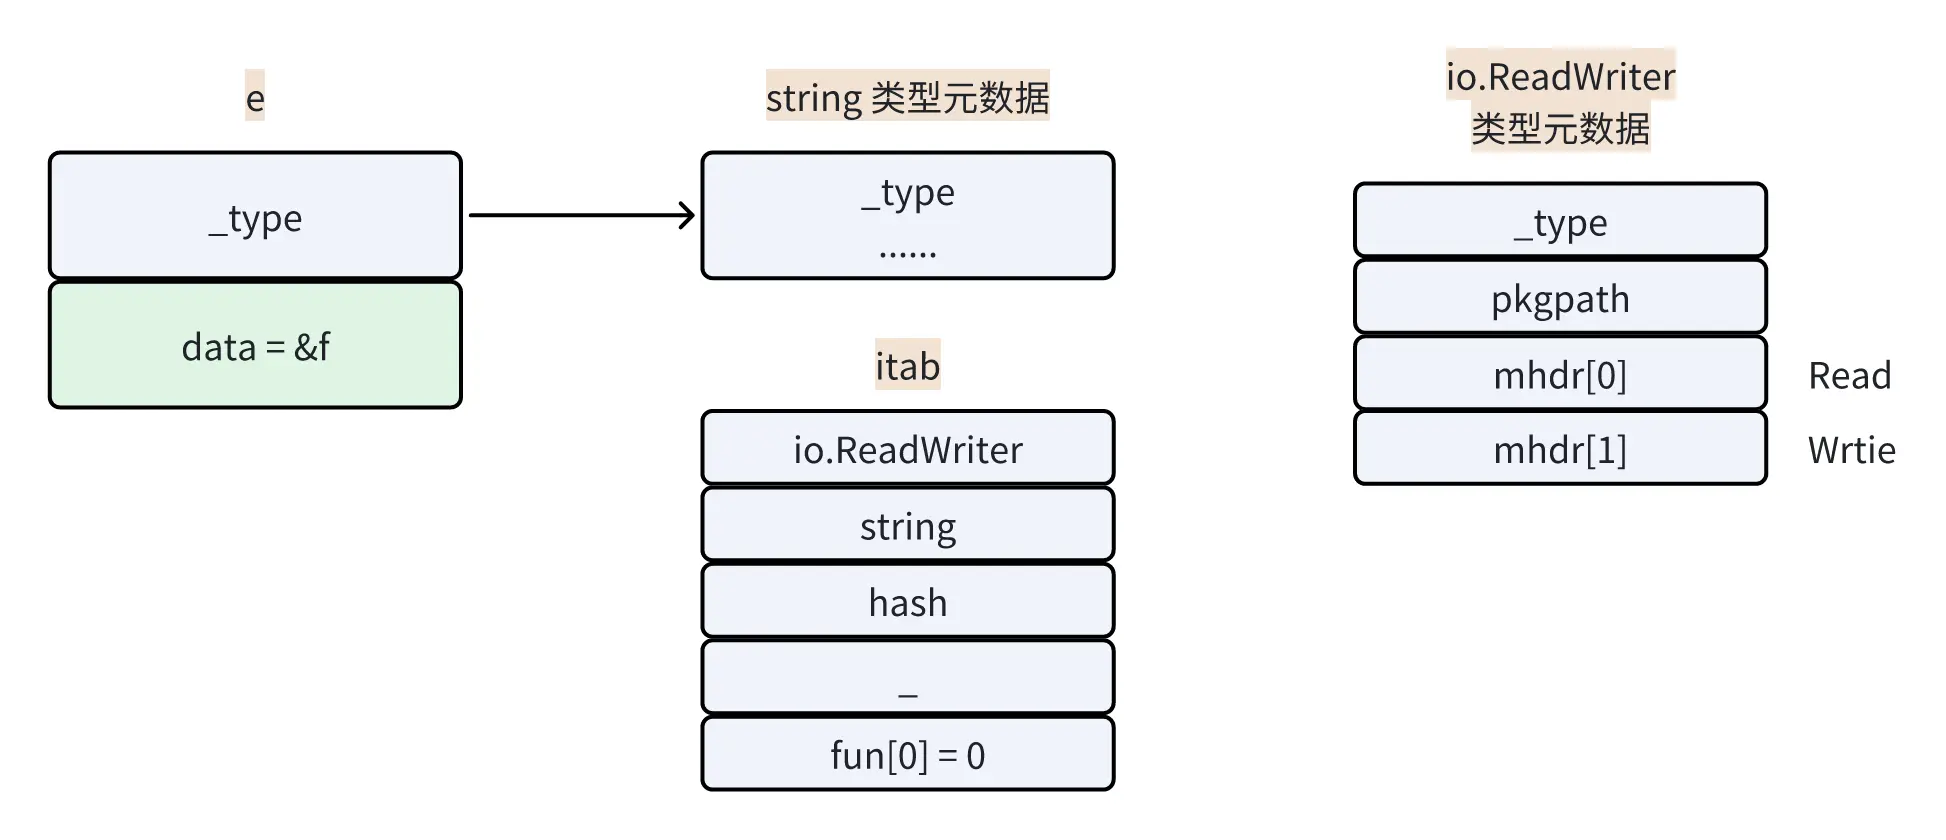 e
_type
data = &f
string 类型元数据
_type
......
itab
io.ReadWriter
string
hash
_
fun[0] = 0
io.ReadWriter
类型元数据
_type
pkgpath
mhdr[0]
Read
mhdr[1]
Wrtie